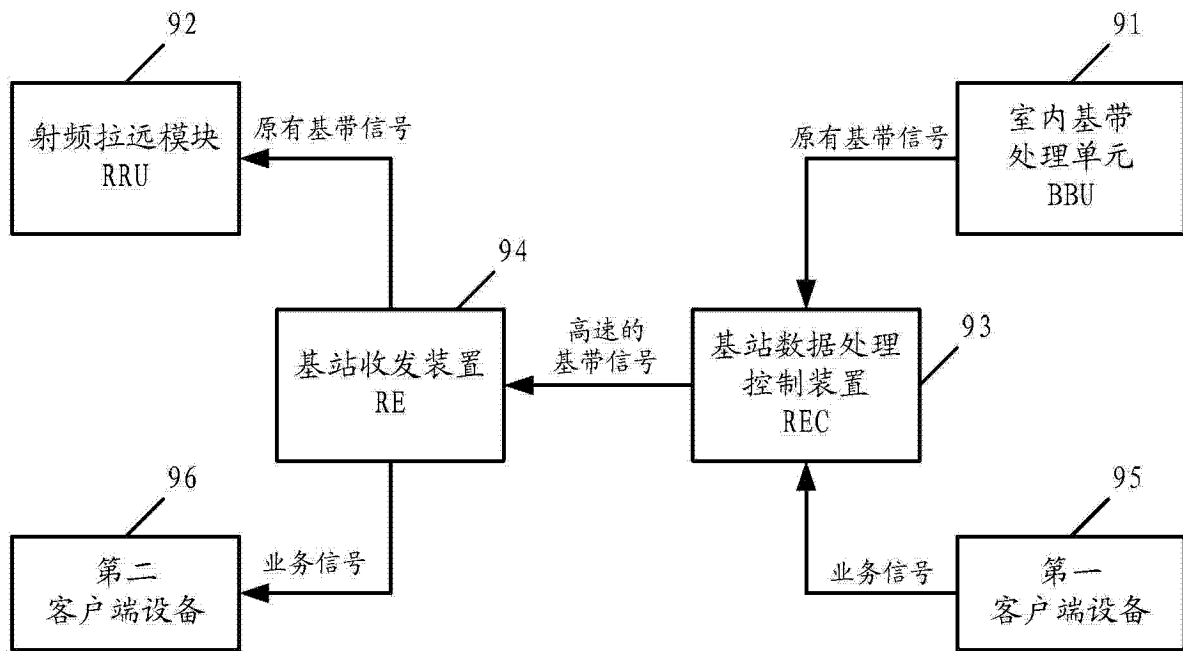 92
91
射频拉远模块
RRU
原有基带信号
原有基带信号
室内基带
处理单元
BBU
94
93
基站收发装置
RE
高速的
基带信号
基站数据处理
控制装置
REC
96
95
第二
客户端设备
业务信号
业务信号
第一
客户端设备